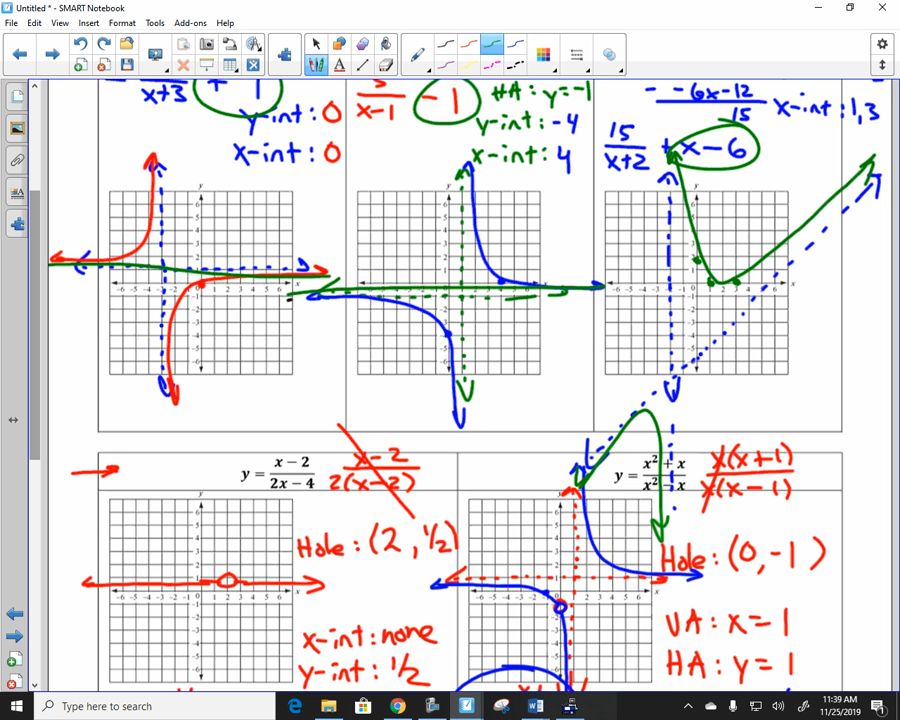 Untitled * - SMART Notebook
File Edit View Insert Format Tools Add-ons Help
x+3 + 1
y-int: 0
x-int: 0
x-1 - 1
HA: y=-1
y-int: -4
x-int: 4
- -6x-12
15
x-int: 1,3
15
x+2 + x-6
y = x - 2
2x - 4
x-2
2(x-2)
Hole: (2, 1/2)
x-int: none
y-int: 1/2
y = x² + x
x² - x
x(x+1)
x(x-1)
Hole: (0,-1)
VA: x=1
HA: y=1
Type here to search
11:39 AM
11/25/2019